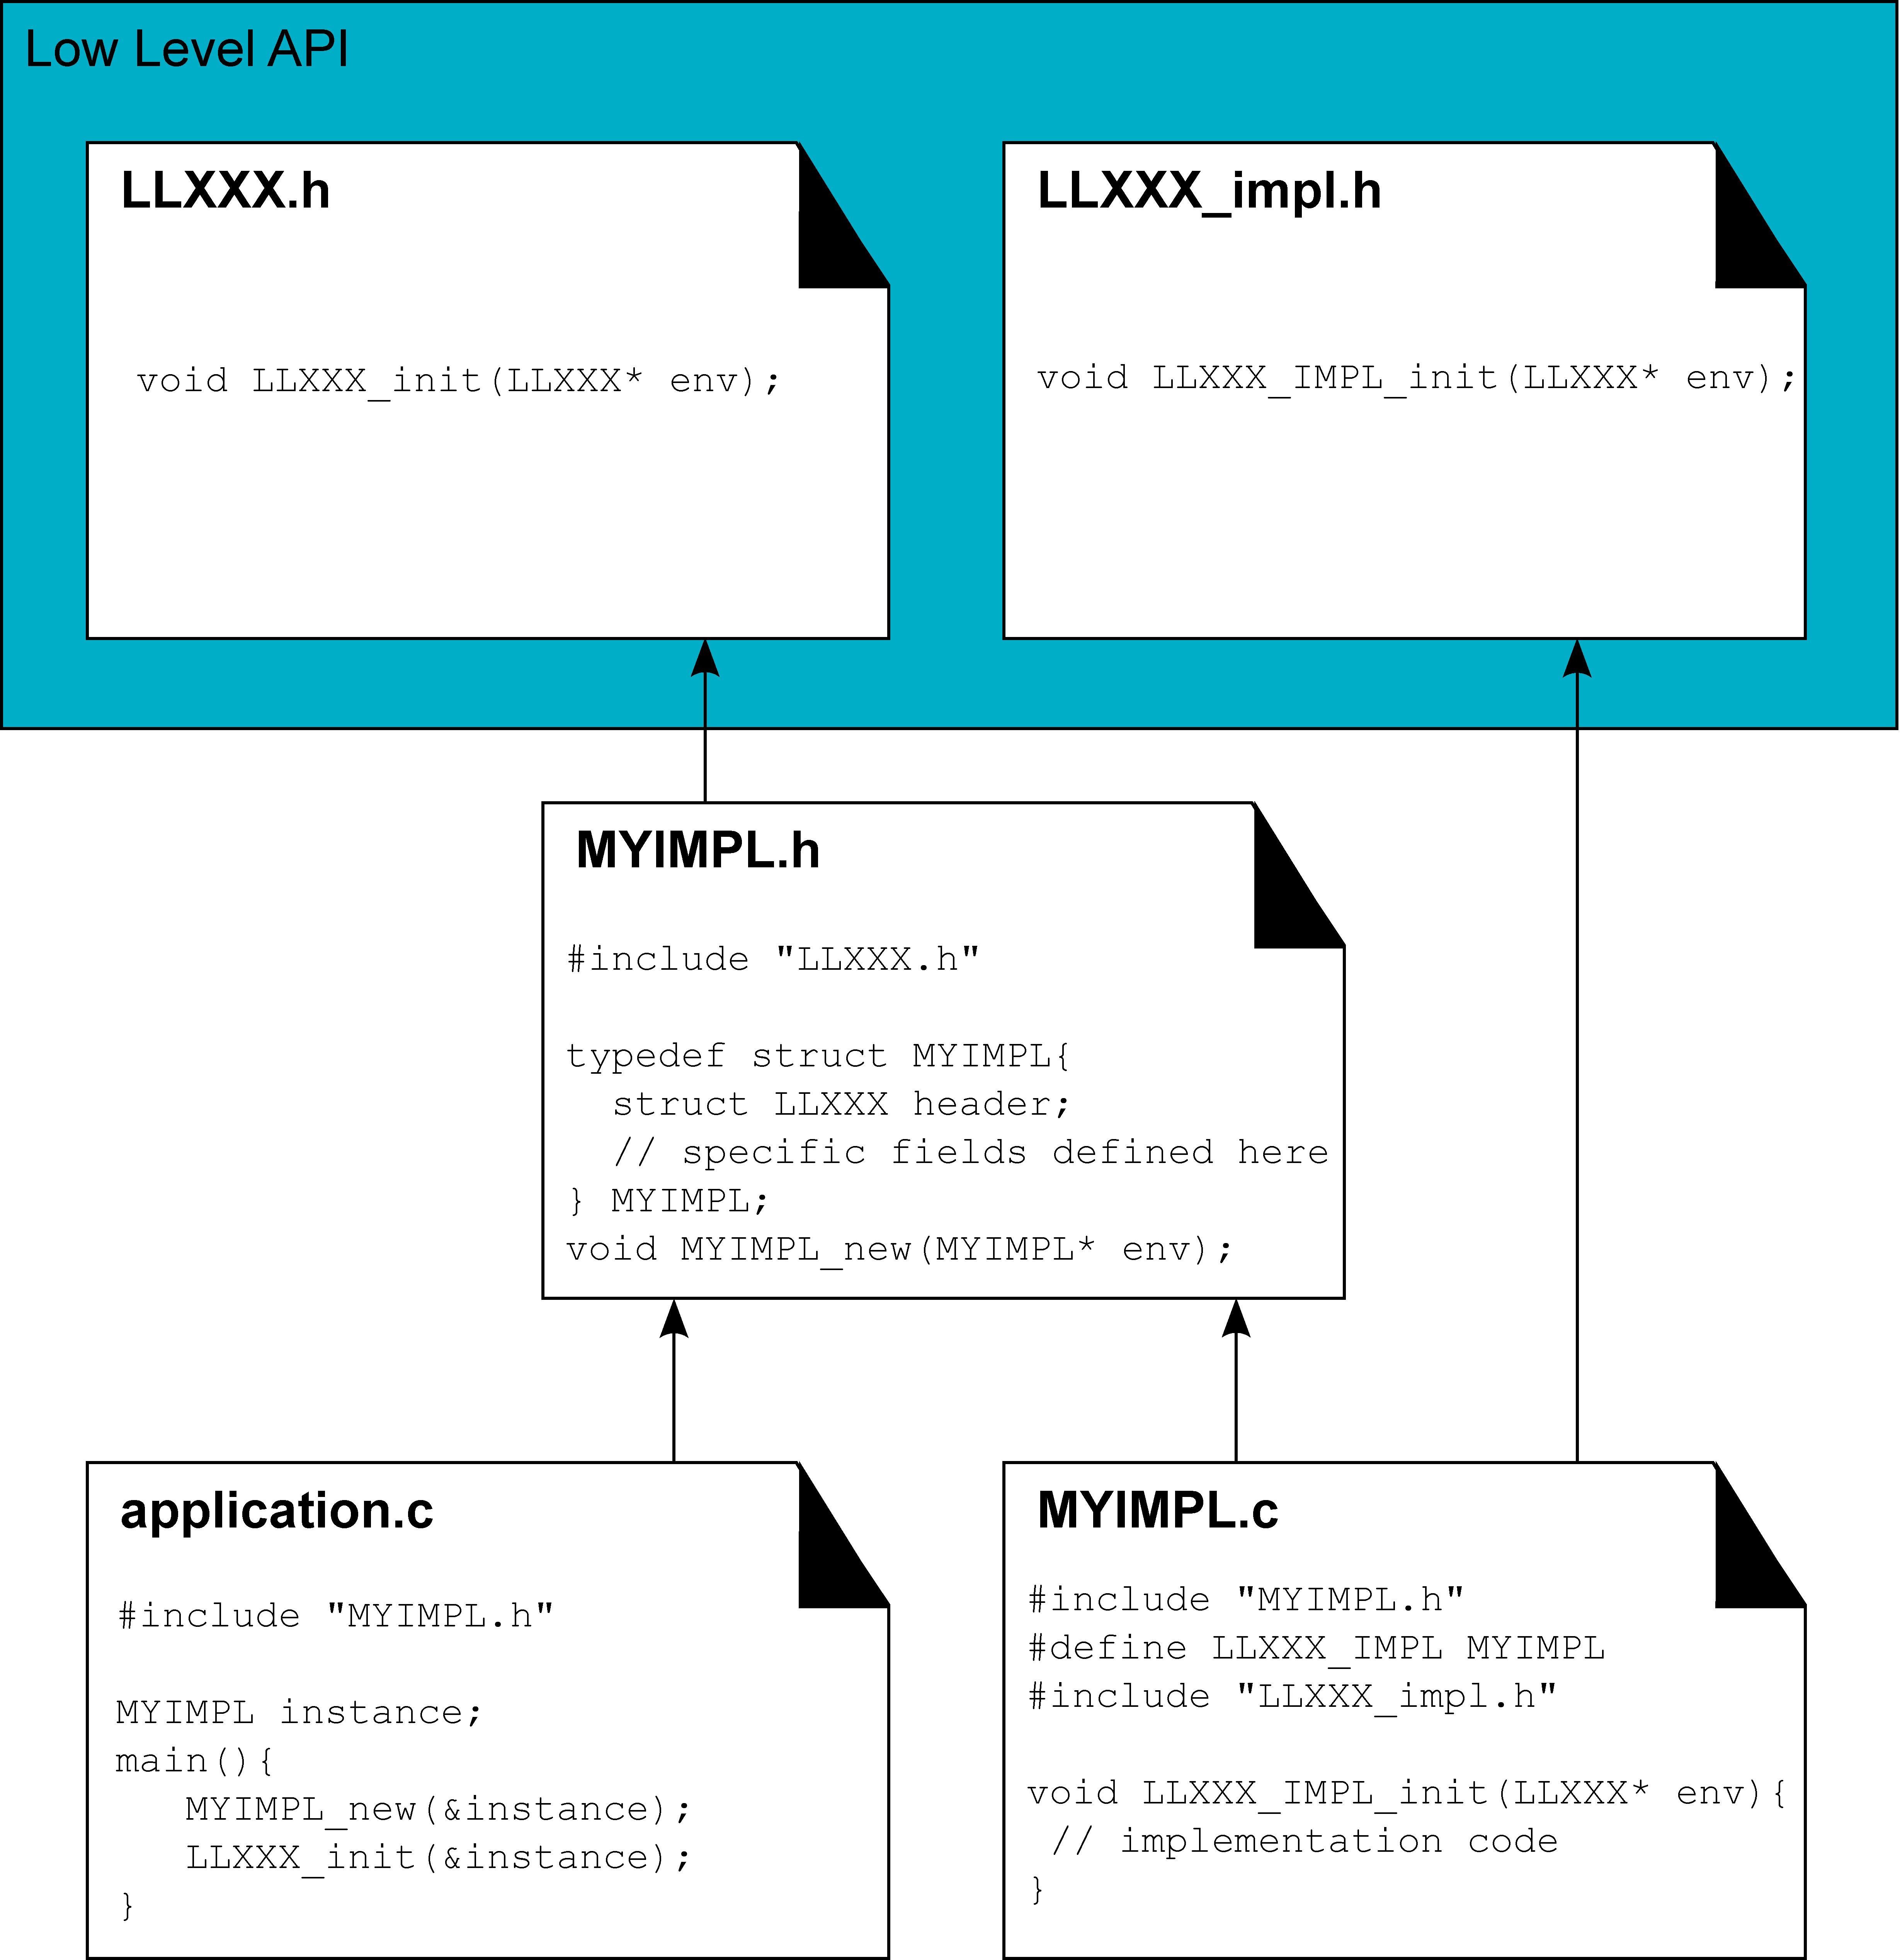 Low Level API
LLXXX.h
void LLXXX_init(LLXXX* env);
LLXXX_impl.h
void LLXXX_IMPL_init(LLXXX* env);
MYIMPL.h
#include "LLXXX.h"
typedef struct MYIMPL{
  struct LLXXX header;
  // specific fields defined here
} MYIMPL;
void MYIMPL_new(MYIMPL* env);
application.c
#include "MYIMPL.h"
MYIMPL instance;
main(){
   MYIMPL_new(&instance);
   LLXXX_init(&instance);
}
MYIMPL.c
#include "MYIMPL.h"
#define LLXXX_IMPL MYIMPL
#include "LLXXX_impl.h"
void LLXXX_IMPL_init(LLXXX* env){
 // implementation code
}